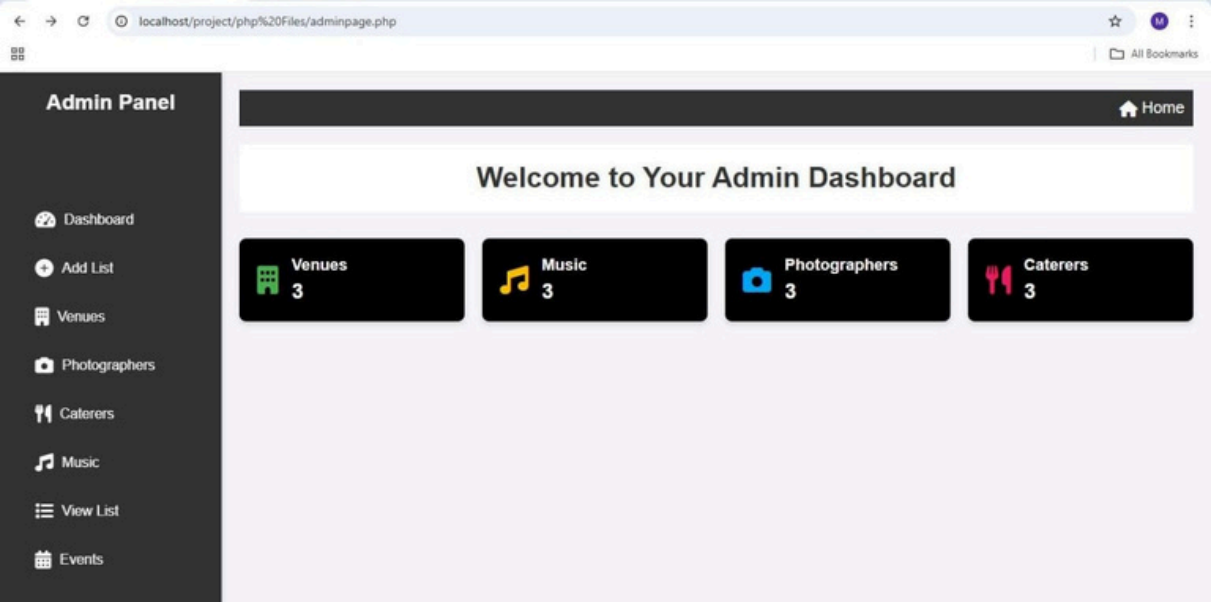 localhost/project/php%20Files/adminpage.php
M
All Bookmarks
Admin Panel
Home
Welcome to Your Admin Dashboard
Dashboard
Add List
Venues
Photographers
Caterers
Music
View List
Events
Venues
3
Music
3
Photographers
3
Caterers
3